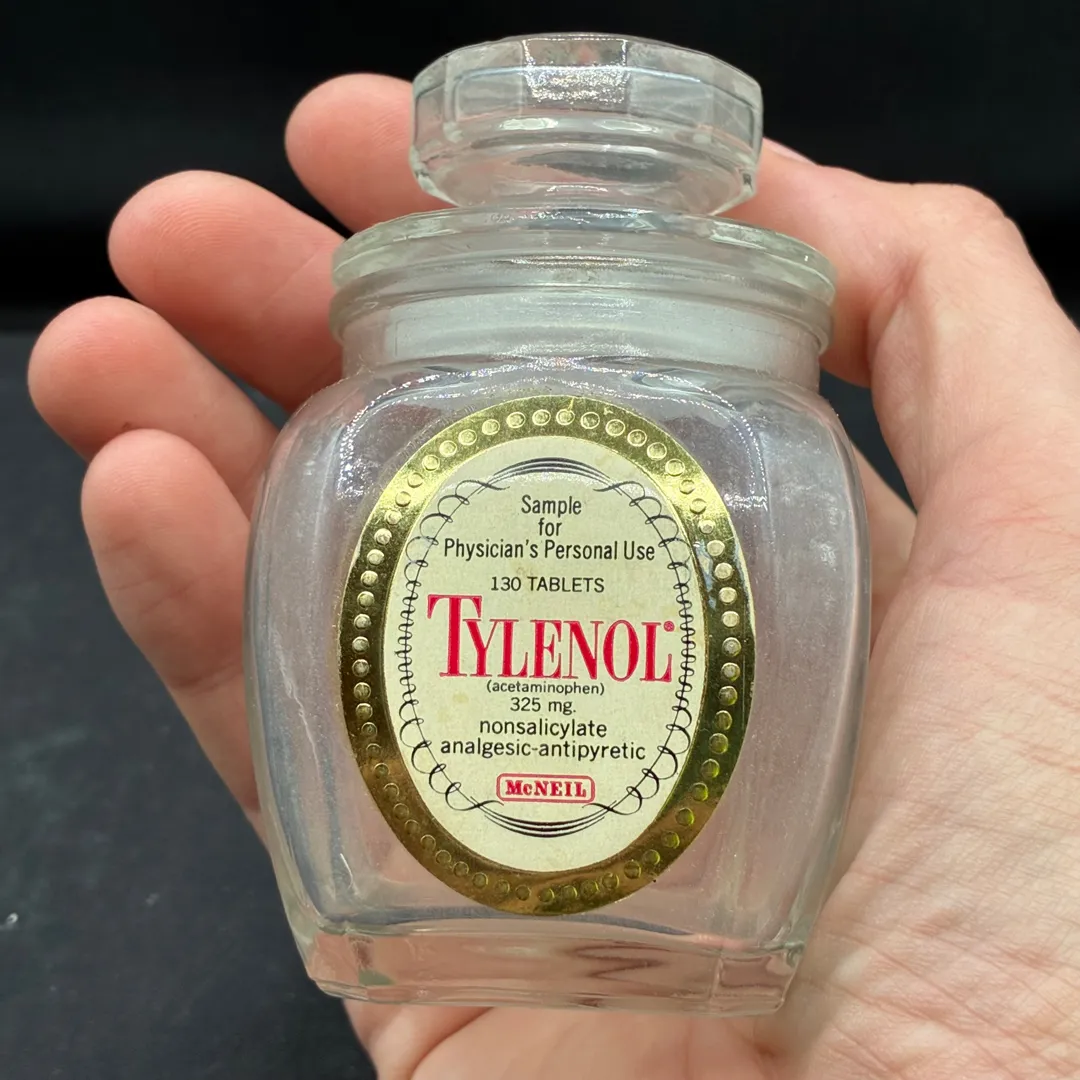 Sample
for
Physician's Personal Use
130 TABLETS
TYLENOL®
(acetaminophen)
325 mg.
nonsalicylate
analgesic-antipyretic
McNEIL